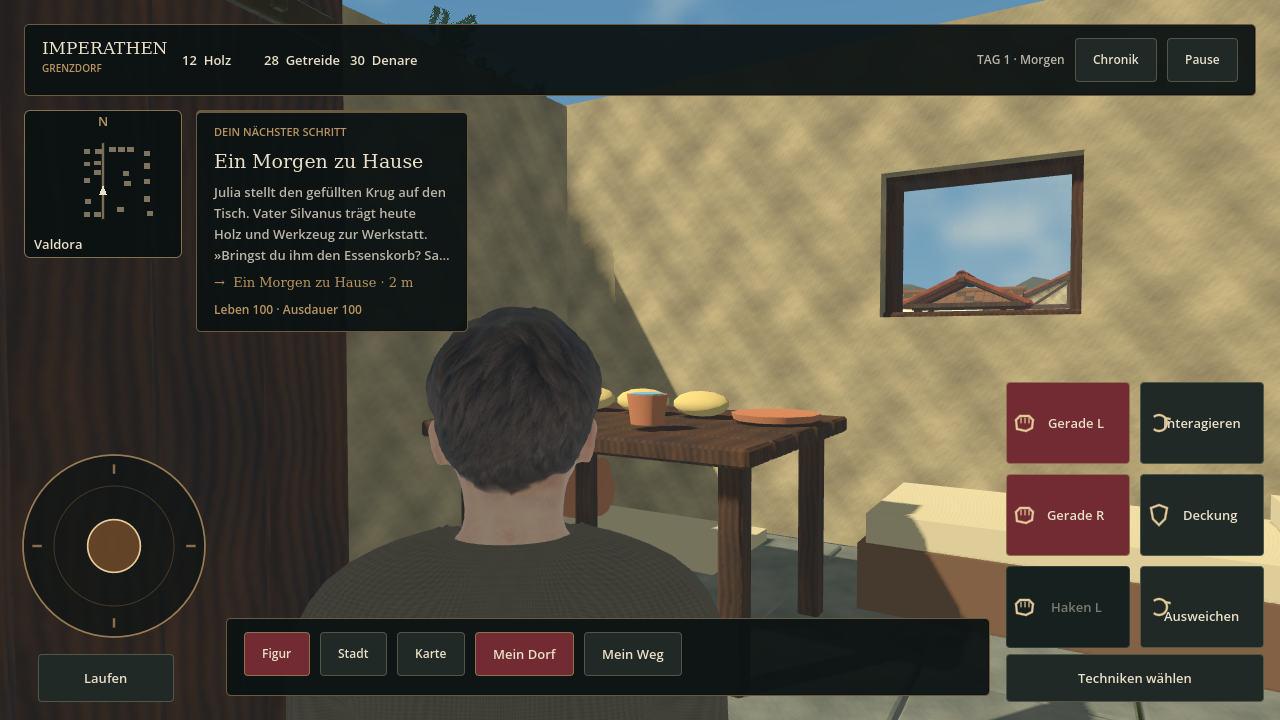 IMPERATHEN
GRENZDORF
12 Holz
28 Getreide
30 Denare
TAG 1 · Morgen
Chronik
Pause
N
Valdora
DEIN NÄCHSTER SCHRITT
Ein Morgen zu Hause
Julia stellt den gefüllten Krug auf den
Tisch. Vater Silvanus trägt heute
Holz und Werkzeug zur Werkstatt.
»Bringst du ihm den Essenskorb? Sa...
→ Ein Morgen zu Hause · 2 m
Leben 100 · Ausdauer 100
Gerade L
Interagieren
Gerade R
Deckung
Haken L
Ausweichen
Techniken wählen
Laufen
Figur
Stadt
Karte
Mein Dorf
Mein Weg